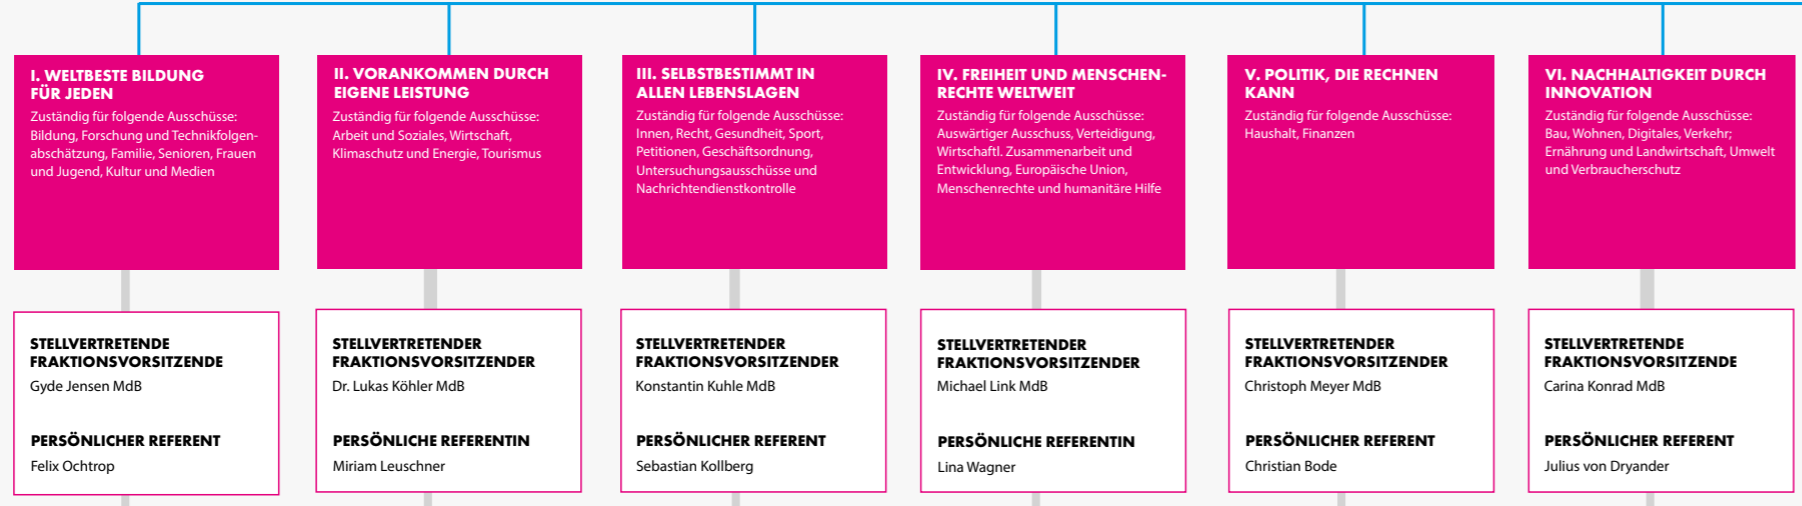 I. WELTBESTE BILDUNG
FÜR JEDEN
Zuständig für folgende Ausschüsse:
Bildung, Forschung und Technikfolgen-
abschätzung, Familie, Senioren, Frauen
und Jugend, Kultur und Medien
STELLVERTRETENDE
FRAKTIONSVORSITZENDE
Gyde Jensen MdB
PERSÖNLICHER REFERENT
Felix Ochtrop
II. VORANKOMMEN DURCH
EIGENE LEISTUNG
Zuständig für folgende Ausschüsse:
Arbeit und Soziales, Wirtschaft,
Klimaschutz und Energie, Tourismus
STELLVERTRETENDER
FRAKTIONSVORSITZENDER
Dr. Lukas Köhler MdB
PERSÖNLICHE REFERENTIN
Miriam Leuschner
III. SELBSTBESTIMMT IN
ALLEN LEBENSLAGEN
Zuständig für folgende Ausschüsse:
Innen, Recht, Gesundheit, Sport,
Petitionen, Geschäftsordnung,
Untersuchungsausschüsse und
Nachrichtendienstkontrolle
STELLVERTRETENDER
FRAKTIONSVORSITZENDER
Konstantin Kuhle MdB
PERSÖNLICHER REFERENT
Sebastian Kollberg
IV. FREIHEIT UND MENSCHEN-
RECHTE WELTWEIT
Zuständig für folgende Ausschüsse:
Auswärtiger Ausschuss, Verteidigung,
Wirtschaftl. Zusammenarbeit und
Entwicklung, Europäische Union,
Menschenrechte und humanitäre Hilfe
STELLVERTRETENDER
FRAKTIONSVORSITZENDER
Michael Link MdB
PERSÖNLICHE REFERENTIN
Lina Wagner
V. POLITIK, DIE RECHNEN
KANN
Zuständig für folgende Ausschüsse:
Haushalt, Finanzen
STELLVERTRETENDER
FRAKTIONSVORSITZENDER
Christoph Meyer MdB
PERSÖNLICHER REFERENT
Christian Bode
VI. NACHHALTIGKEIT DURCH
INNOVATION
Zuständig für folgende Ausschüsse:
Bau, Wohnen, Digitales, Verkehr;
Ernährung und Landwirtschaft, Umwelt
und Verbraucherschutz
STELLVERTRETENDE
FRAKTIONSVORSITZENDE
Carina Konrad MdB
PERSÖNLICHER REFERENT
Julius von Dryander